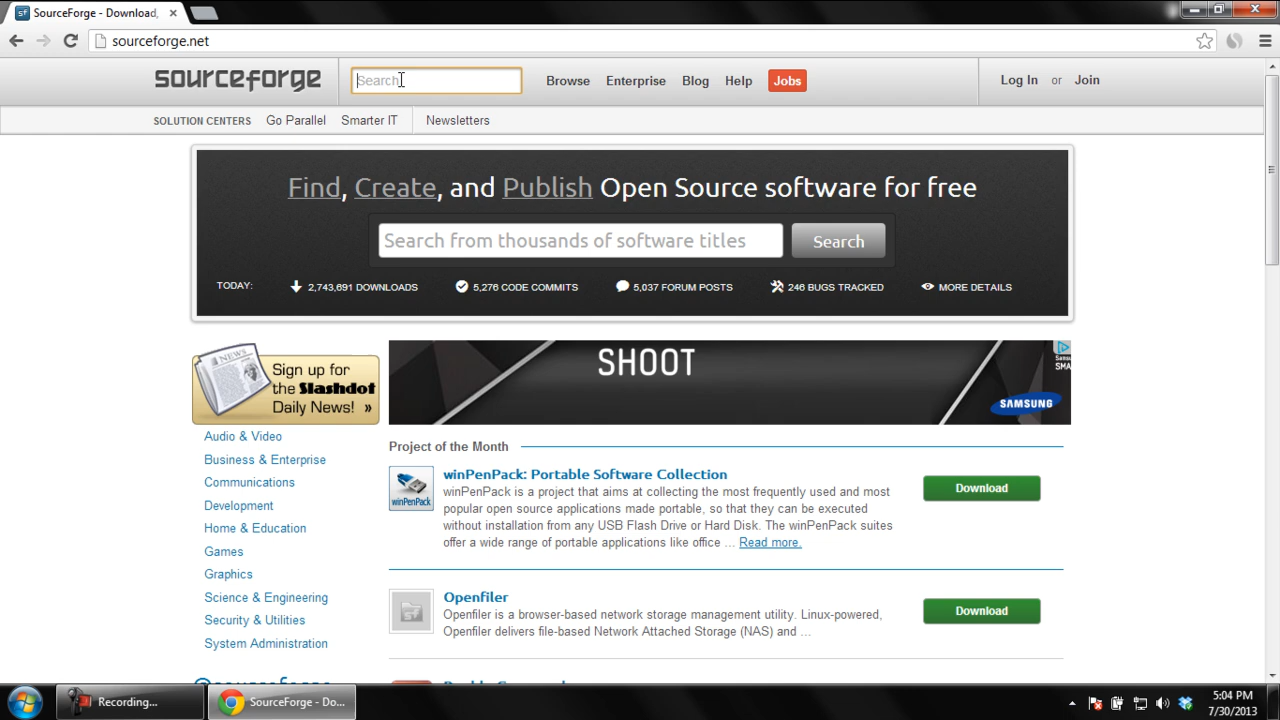 SourceForge - Download,
sourceforge.net
sourceforge
Search
Browse
Enterprise
Blog
Help
Jobs
Log In or Join
SOLUTION CENTERS
Go Parallel
Smarter IT
Newsletters
Find, Create, and Publish Open Source software for free
Search from thousands of software titles
Search
TODAY:
2,743,691 DOWNLOADS
5,276 CODE COMMITS
5,037 FORUM POSTS
246 BUGS TRACKED
MORE DETAILS
NEWS
Sign up for
the Slashdot
Daily News! »
SHOOT
SAMSUNG
Audio & Video
Business & Enterprise
Communications
Development
Home & Education
Games
Graphics
Science & Engineering
Security & Utilities
System Administration
Project of the Month
winPenPack
winPenPack: Portable Software Collection
winPenPack is a project that aims at collecting the most frequently used and most
popular open source applications made portable, so that they can be executed
without installation from any USB Flash Drive or Hard Disk. The winPenPack suites
offer a wide range of portable applications like office ... Read more.
Download
Openfiler
Openfiler is a browser-based network storage management utility. Linux-powered,
Openfiler delivers file-based Network Attached Storage (NAS) and ...
Download
Recording...
SourceForge - Do...
5:04 PM
7/30/2013